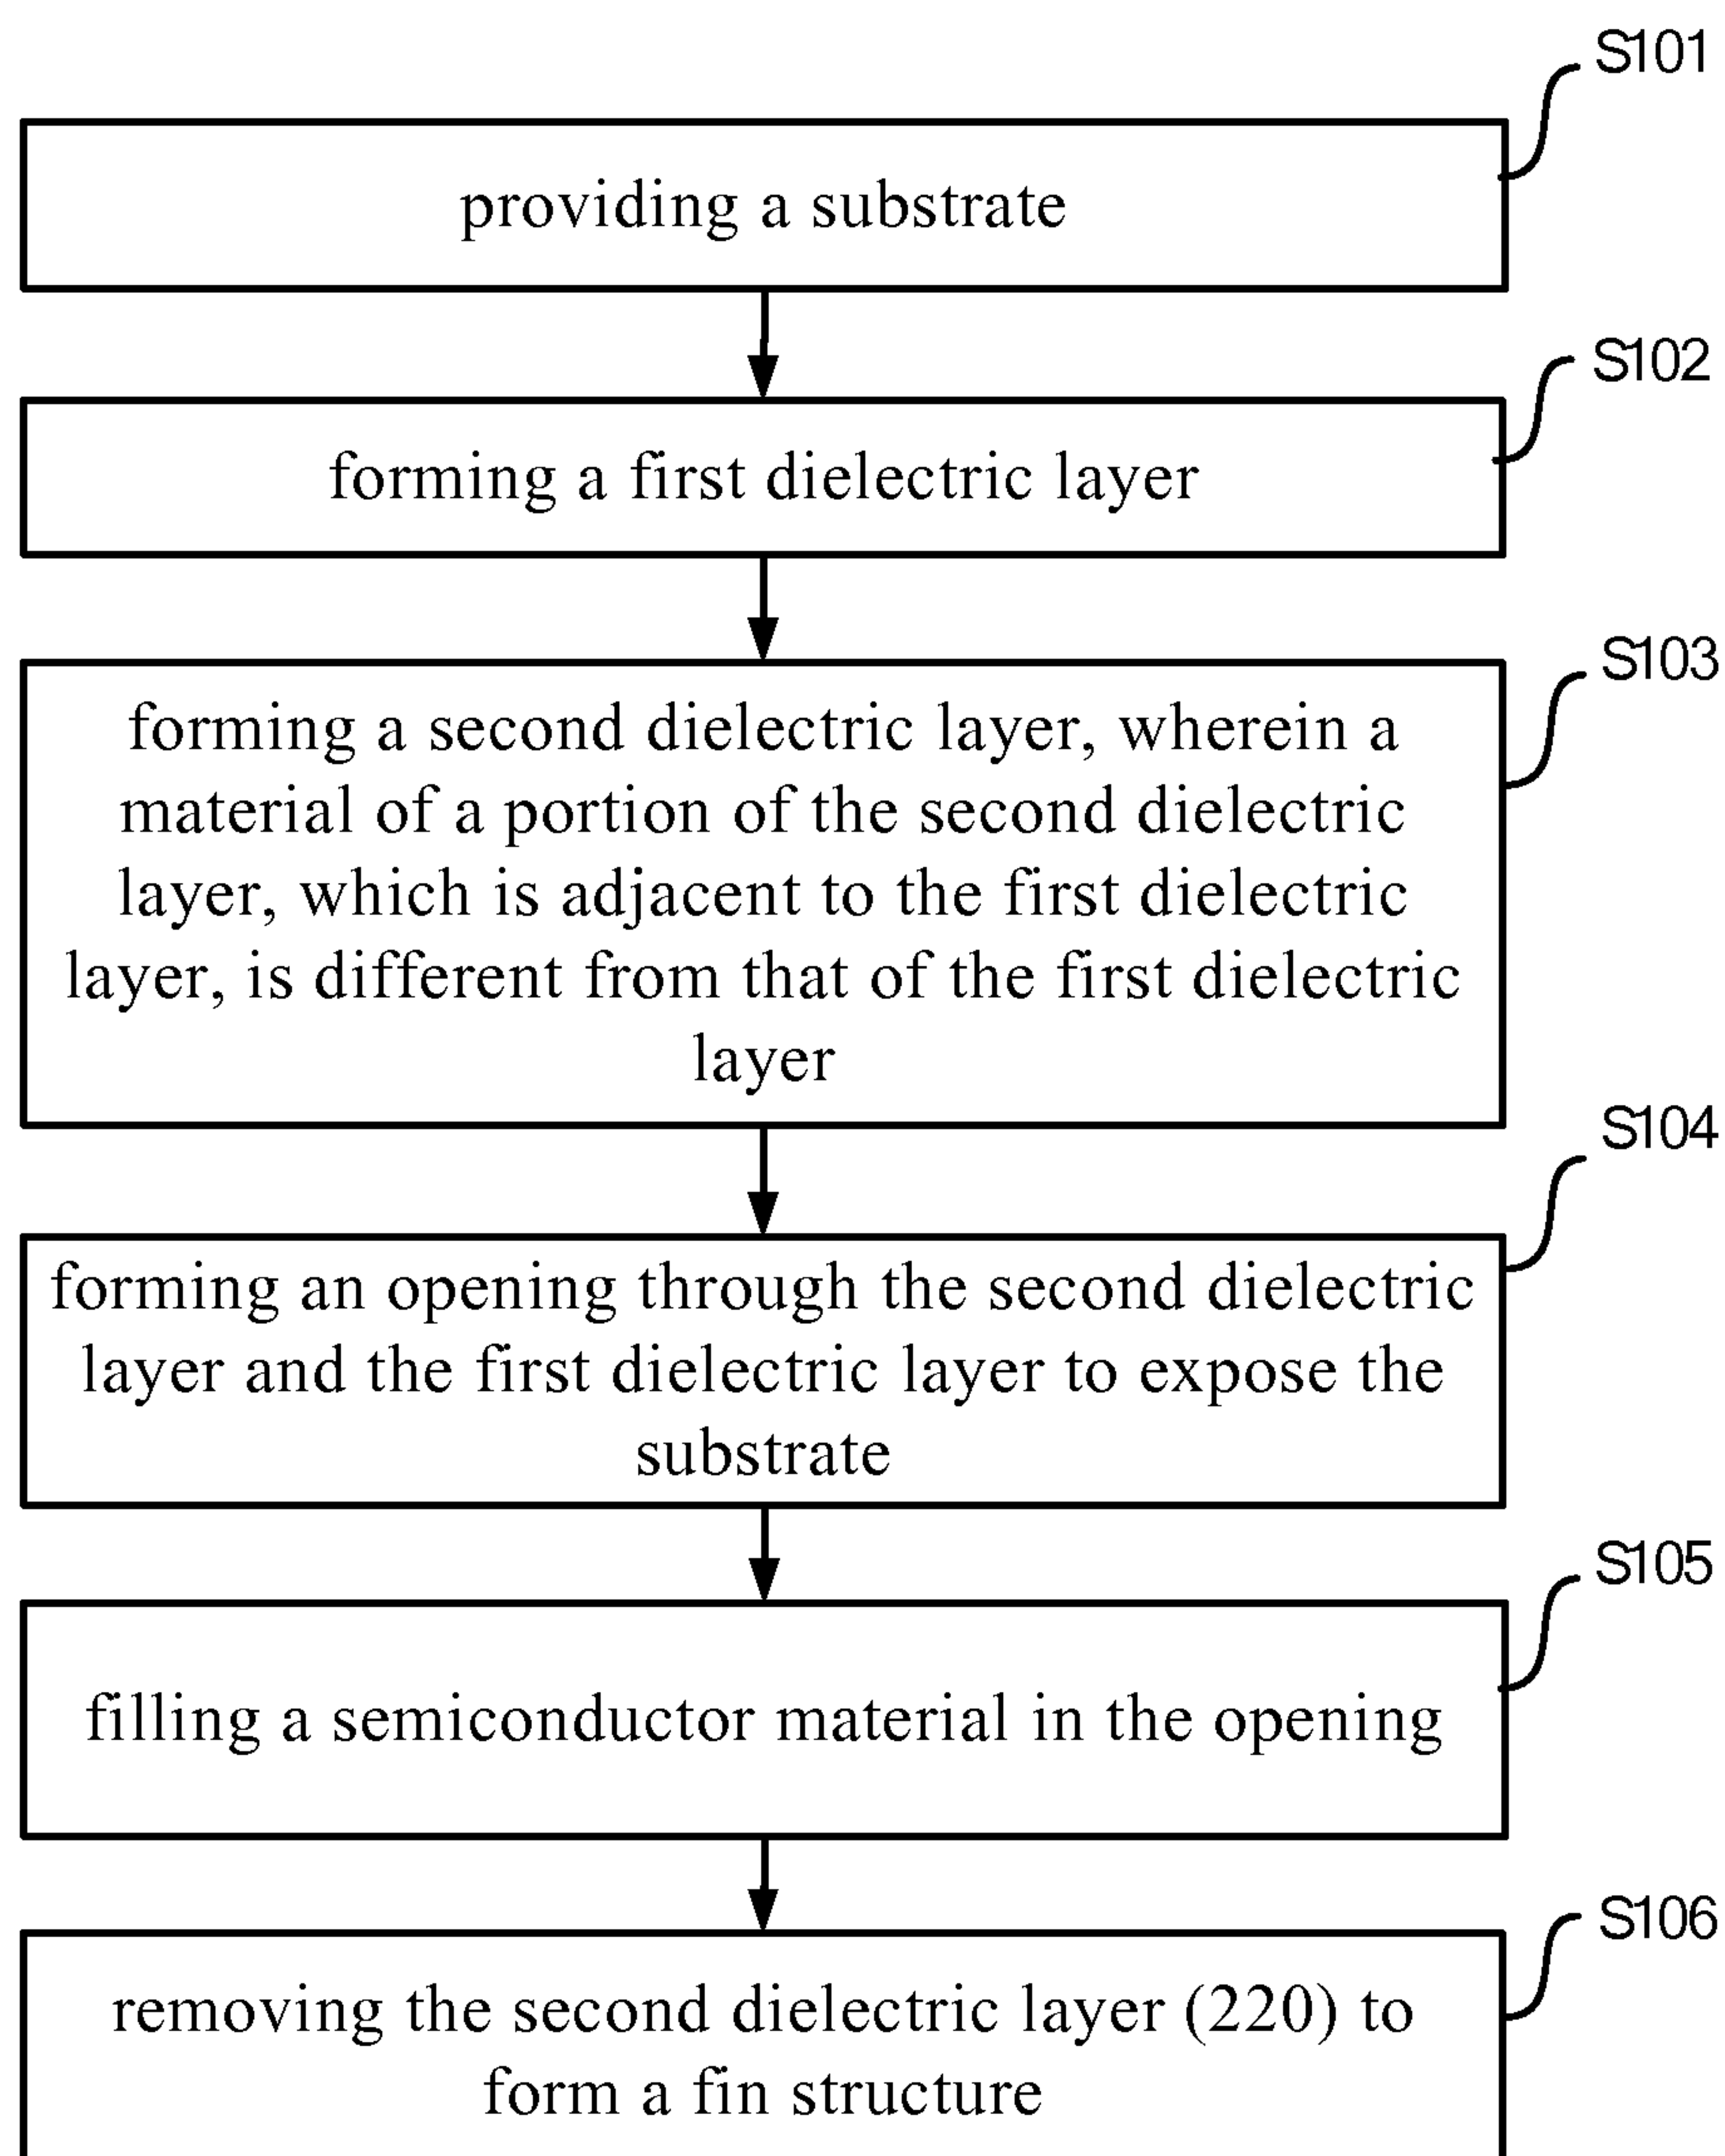 S101
providing a substrate
S102
forming a first dielectric layer
S103
forming a second dielectric layer, wherein a
material of a portion of the second dielectric
layer, which is adjacent to the first dielectric
layer, is different from that of the first dielectric
layer
S104
forming an opening through the second dielectric
layer and the first dielectric layer to expose the
substrate
S105
filling a semiconductor material in the opening
S106
removing the second dielectric layer (220) to
form a fin structure